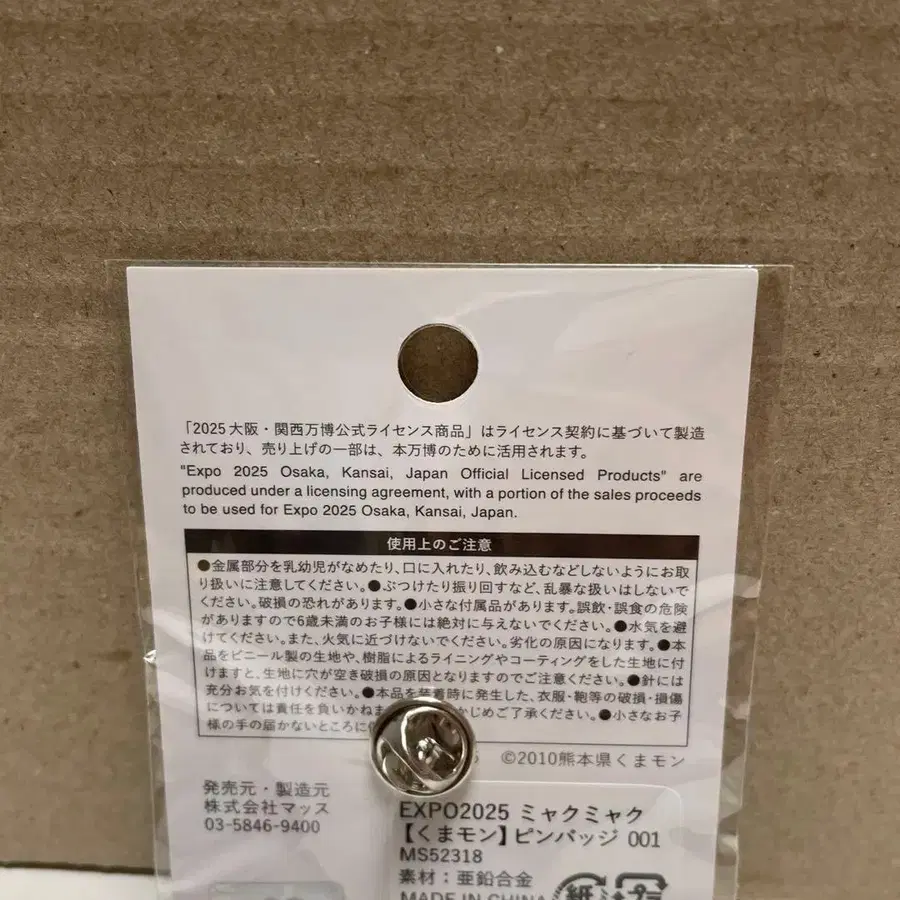 「2025大阪・関西万博公式ライセンス商品」はライセンス契約に基づいて製造
されており、売り上げの一部は、本万博のために活用されます。
"Expo 2025 Osaka, Kansai, Japan Official Licensed Products" are
produced under a licensing agreement, with a portion of the sales proceeds
to be used for Expo 2025 Osaka, Kansai, Japan.
使用上のご注意
●金属部分を乳幼児がなめたり、口に入れたり、飲み込むなどしないようにお取
り扱いに注意してください。●ぶつけたり振り回すなど、乱暴な扱いはしないで
ください。破損の恐れがあります。●小さな付属品があります。誤飲・誤食の危険
がありますので6歳未満のお子様には絶対に与えないでください。●水気を避
けてください。また、火気に近づけないでください。劣化の原因になります。●本
品をビニール製の生地や、樹脂によるライニングやコーティングをした生地に付
けますと、生地に穴が空き破損の原因となりますのでご注意ください。●針には
充分お気を付けください。●本品を装着時に発生した、衣服・鞄等の破損・損傷
については責任を負いかねま かじめご了承ください。●小さなお子
様の手の届かないところに
©2010熊本県くまモン
発売元・製造元
株式会社マッス
03-5846-9400
EXPO2025 ミャクミャク
【くまモン】ピンバッジ 001
MS52318
素材：亜鉛合金
MADE IN CHINA 紙 プラ